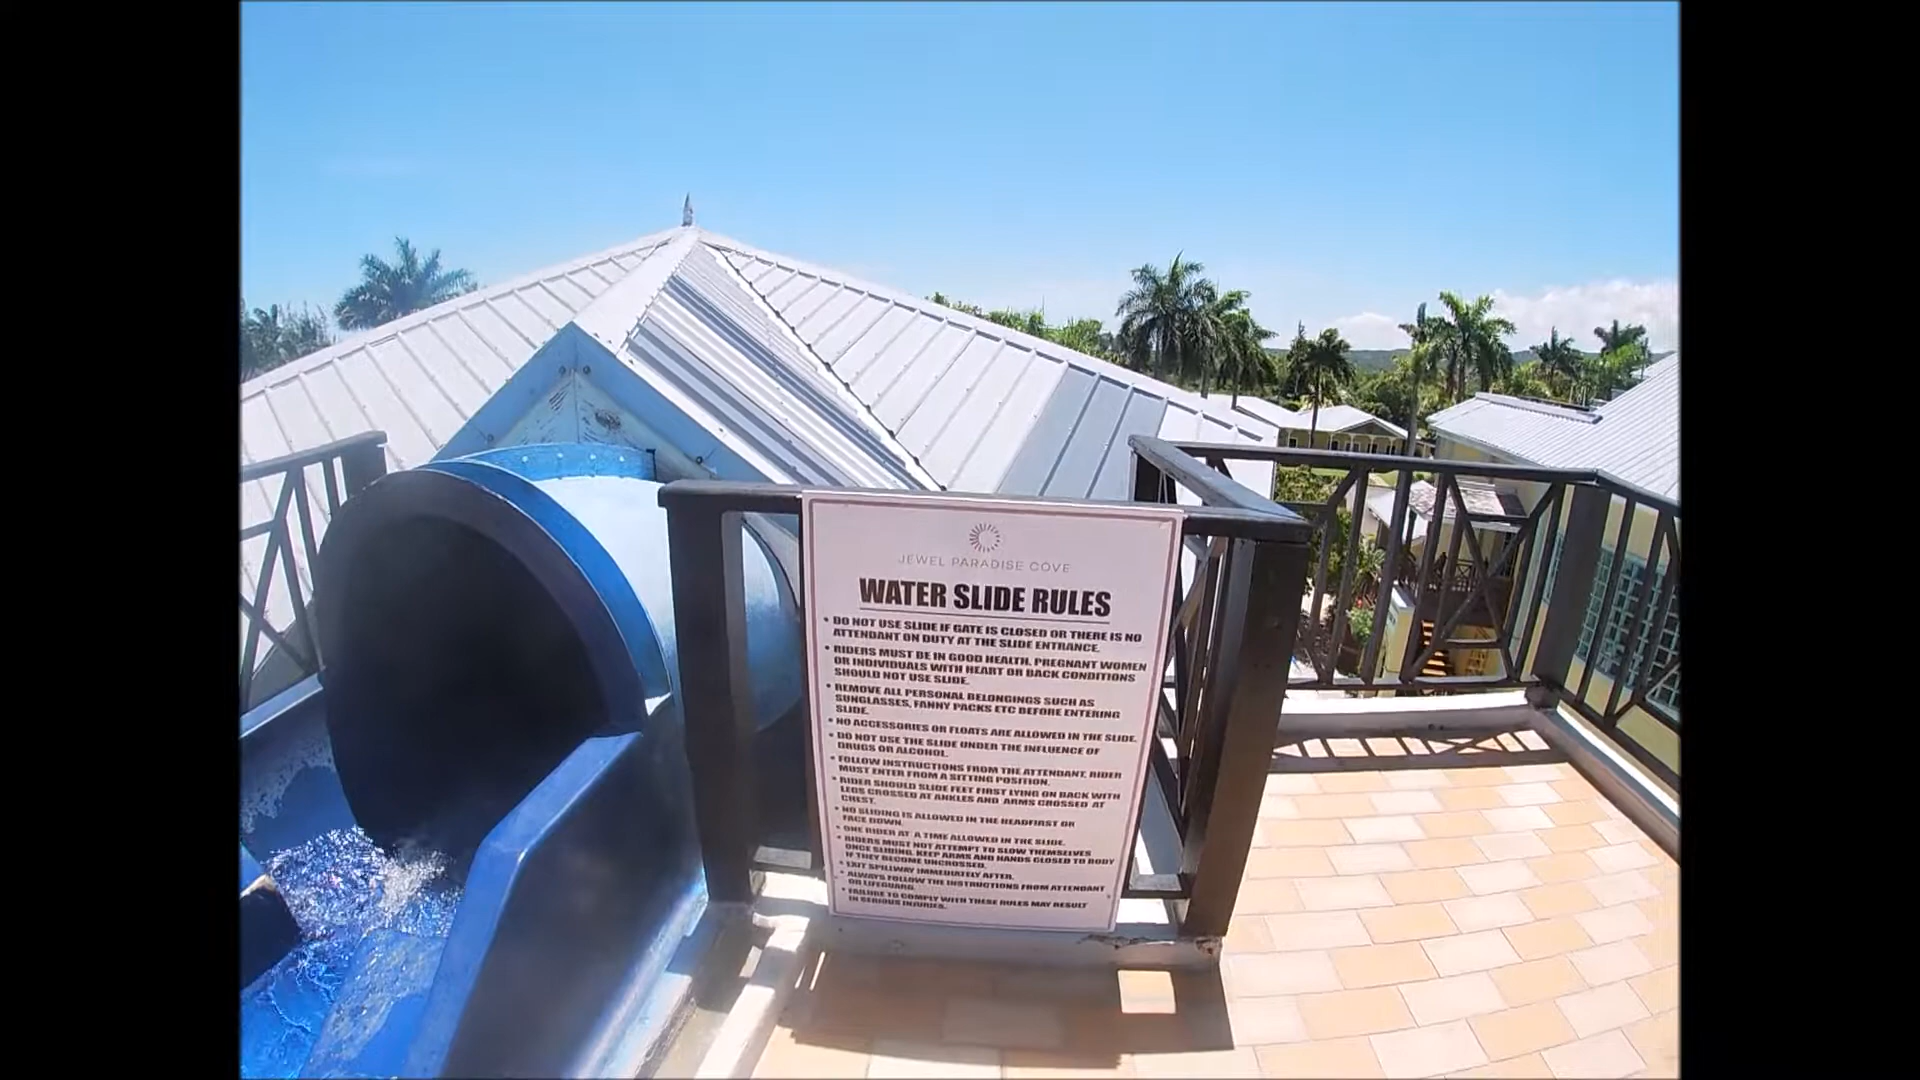 JEWEL PARADISE COVE
WATER SLIDE RULES
• DO NOT USE SLIDE IF GATE IS CLOSED OR THERE IS NO
ATTENDANT ON DUTY AT THE SLIDE ENTRANCE.
• RIDERS MUST BE IN GOOD HEALTH. PREGNANT WOMEN
OR INDIVIDUALS WITH HEART OR BACK CONDITIONS
SHOULD NOT USE SLIDE.
• REMOVE ALL PERSONAL BELONGINGS SUCH AS
SUNGLASSES, FANNY PACKS ETC BEFORE ENTERING
SLIDE.
• NO ACCESSORIES OR FLOATS ARE ALLOWED IN THE SLIDE.
• DO NOT USE THE SLIDE UNDER THE INFLUENCE OF
DRUGS OR ALCOHOL.
• FOLLOW INSTRUCTIONS FROM THE ATTENDANT. RIDER
MUST ENTER FROM A SITTING POSITION.
• RIDER SHOULD SLIDE FEET FIRST LYING ON BACK WITH
LEGS CROSSED AT ANKLES AND ARMS CROSSED AT
CHEST.
• NO SLIDING IS ALLOWED IN THE HEADFIRST OR
FACE DOWN.
• ONE RIDER AT A TIME ALLOWED IN THE SLIDE.
• RIDERS MUST NOT ATTEMPT TO SLOW THEMSELVES
ONCE SLIDING. KEEP ARMS AND HANDS CLOSED TO BODY
IF THEY BECOME UNCROSSED.
• EXIT SPILLWAY IMMEDIATELY AFTER.
• ALWAYS FOLLOW THE INSTRUCTIONS FROM ATTENDANT
OR LIFEGUARD.
• FAILURE TO COMPLY WITH THESE RULES MAY RESULT
IN SERIOUS INJURIES.